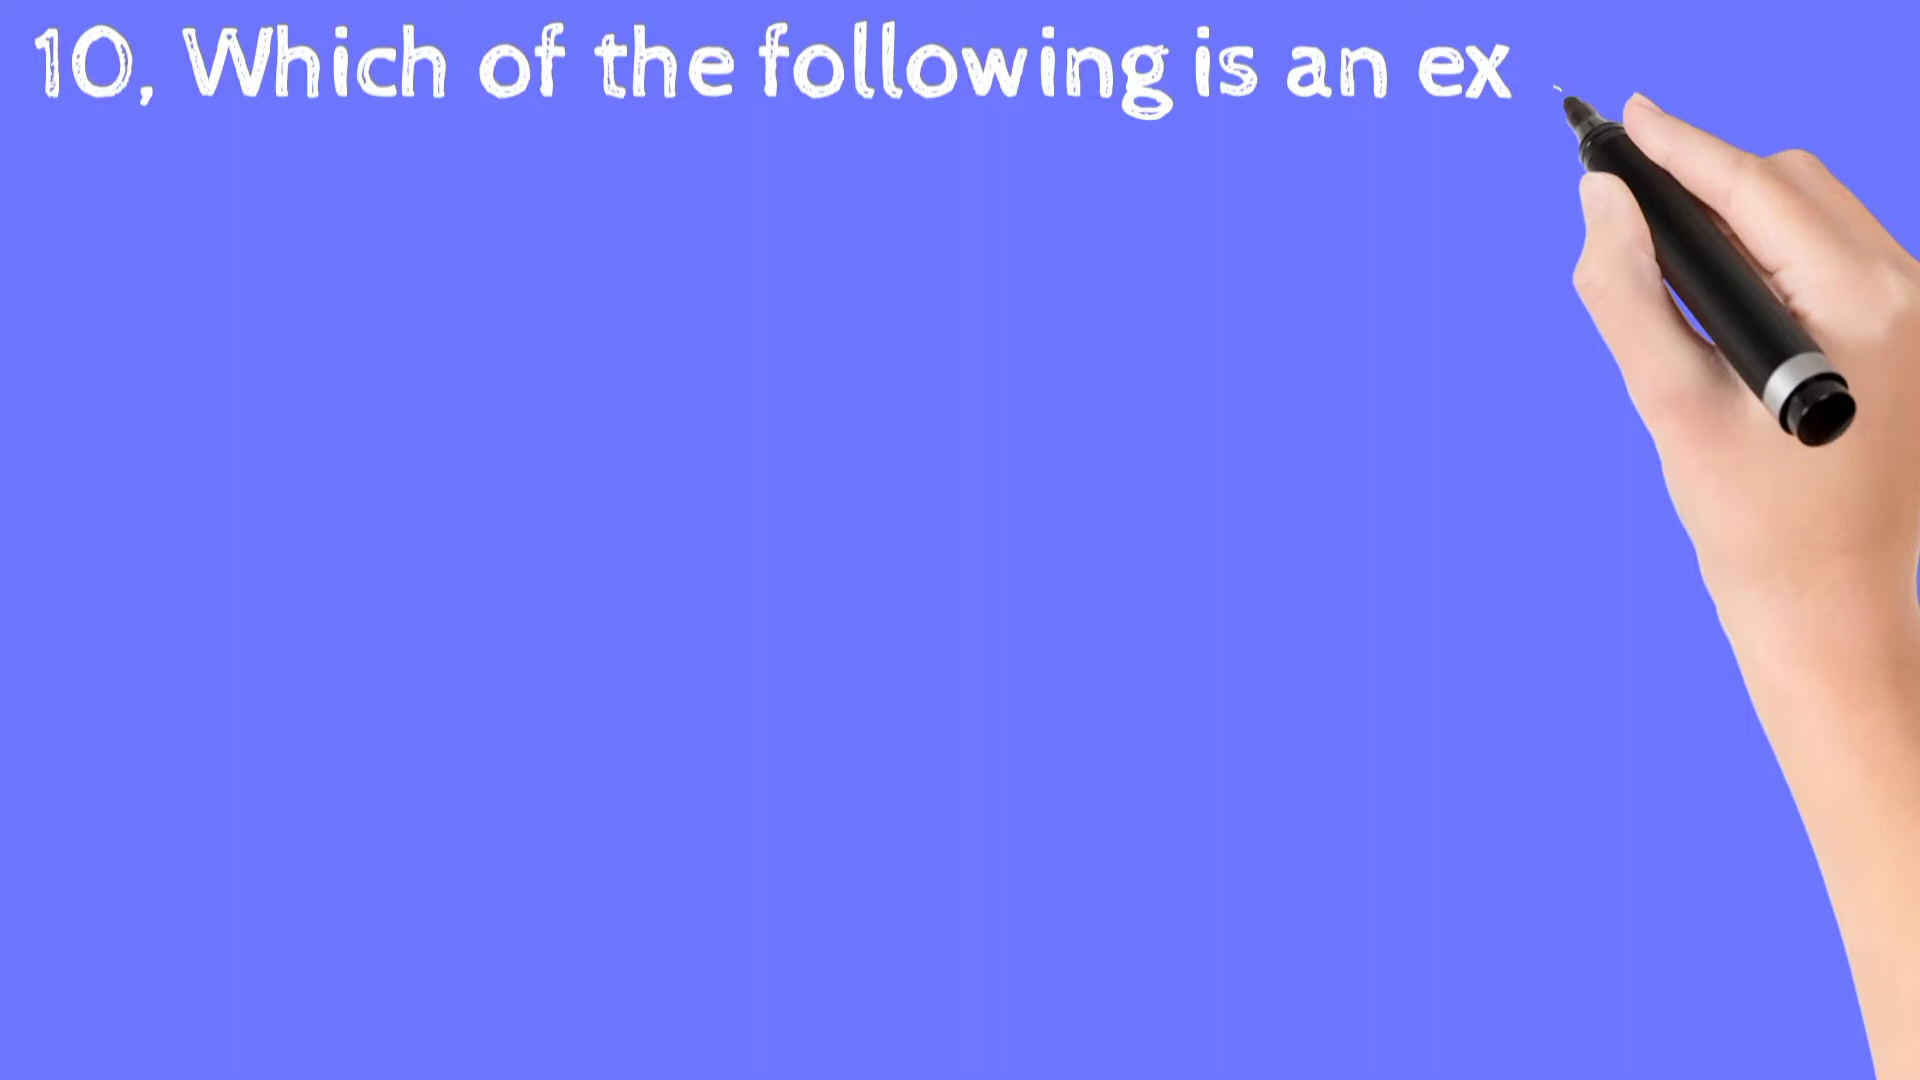 10, Which of the following is an ex